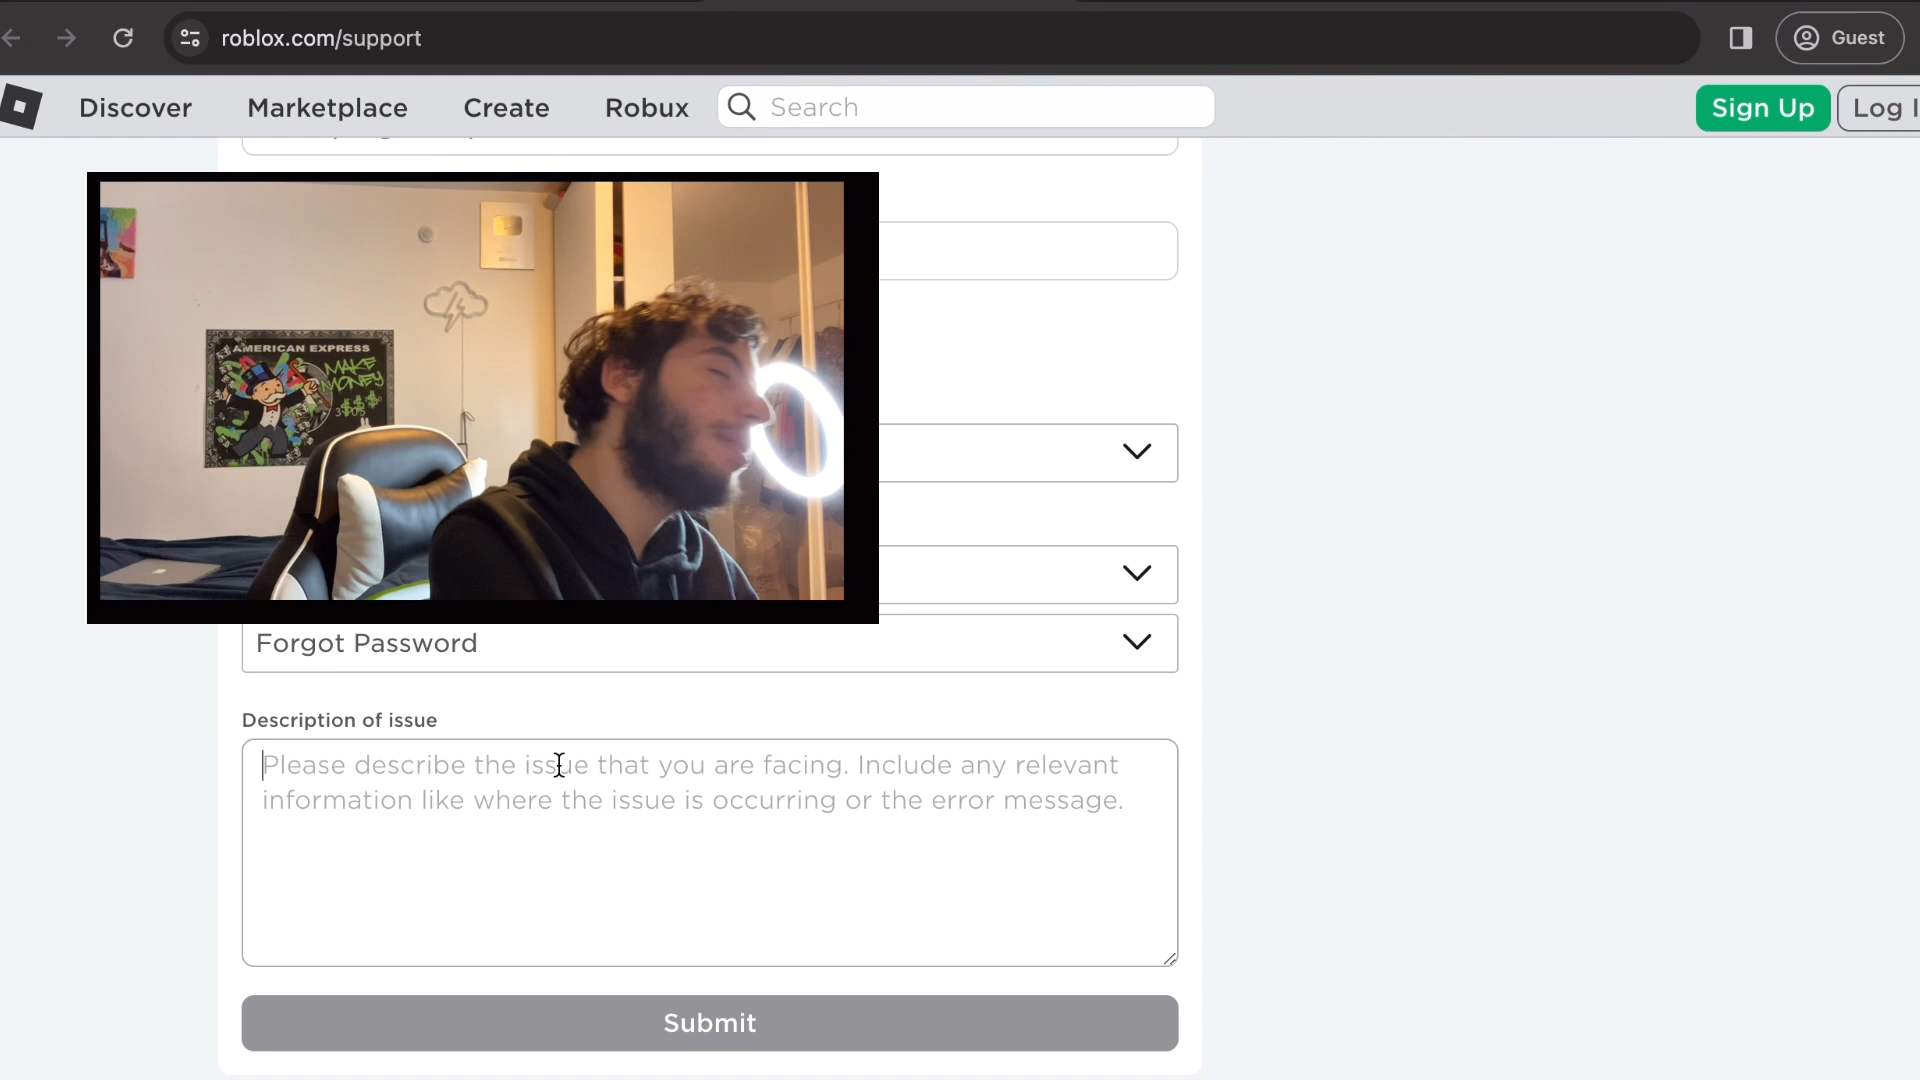 roblox.com/support
Guest
Discover
Marketplace
Create
Robux
Search
Sign Up
Log I
AMERICAN EXPRESS
MAKE
MONEY
$$$
Forgot Password
Description of issue
Please describe the issue that you are facing. Include any relevant
information like where the issue is occurring or the error message.
Submit